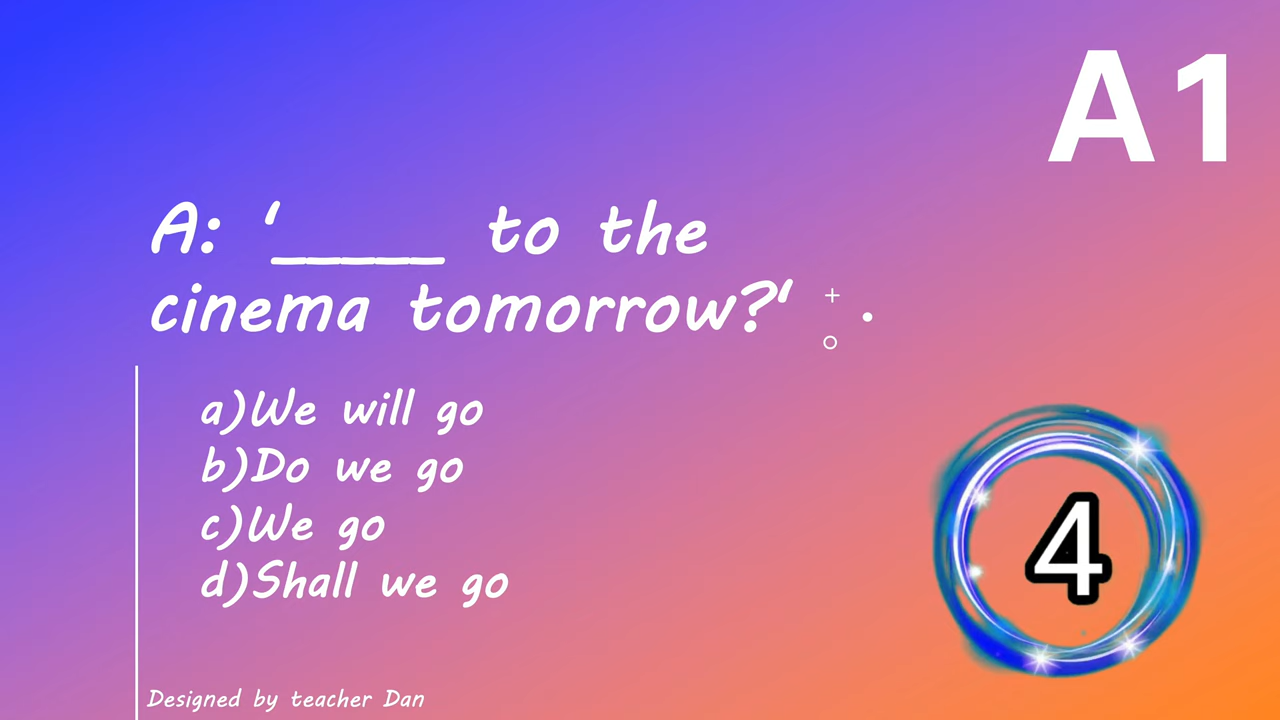 A1
A: ‘_____ to the
cinema tomorrow?‘
a)We will go
b)Do we go
c)We go
d)Shall we go
4
Designed by teacher Dan